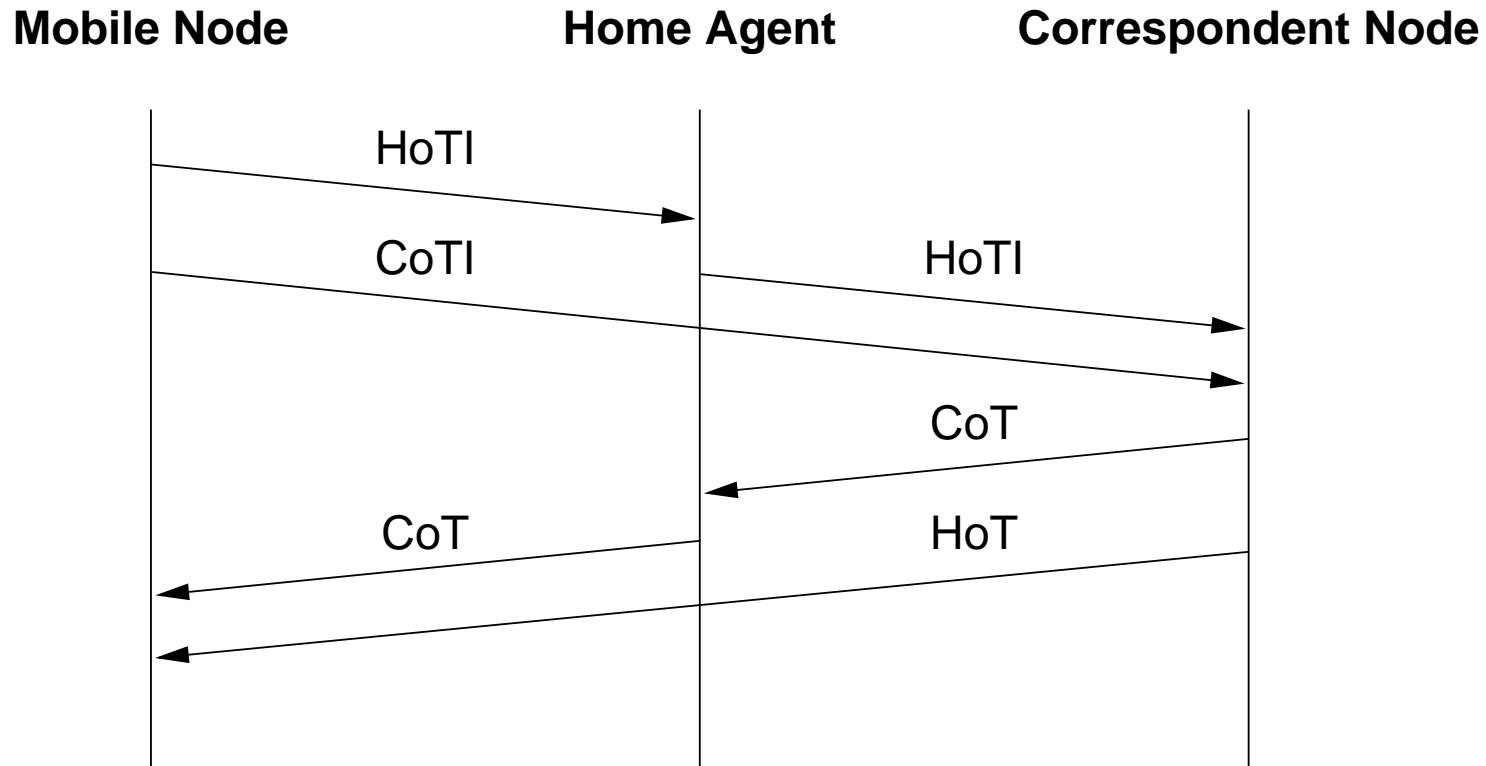 Mobile Node Home Agent Correspondent Node
HoTI
CoTI HoTI
CoT
CoT HoT